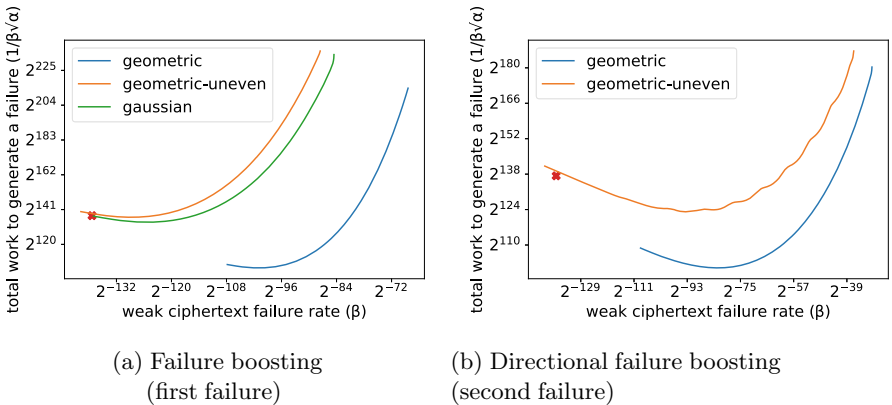 total work to generate a failure (1/β√α)
2^225
2^204
2^183
2^162
2^141
2^120
geometric
geometric-uneven
gaussian
2^-132
2^-120
2^-108
2^-96
2^-84
2^-72
weak ciphertext failure rate (β)
(a) Failure boosting
(first failure)
total work to generate a failure (1/β√α)
2^180
2^166
2^152
2^138
2^124
2^110
geometric
geometric-uneven
2^-129
2^-111
2^-93
2^-75
2^-57
2^-39
weak ciphertext failure rate (β)
(b) Directional failure boosting
(second failure)